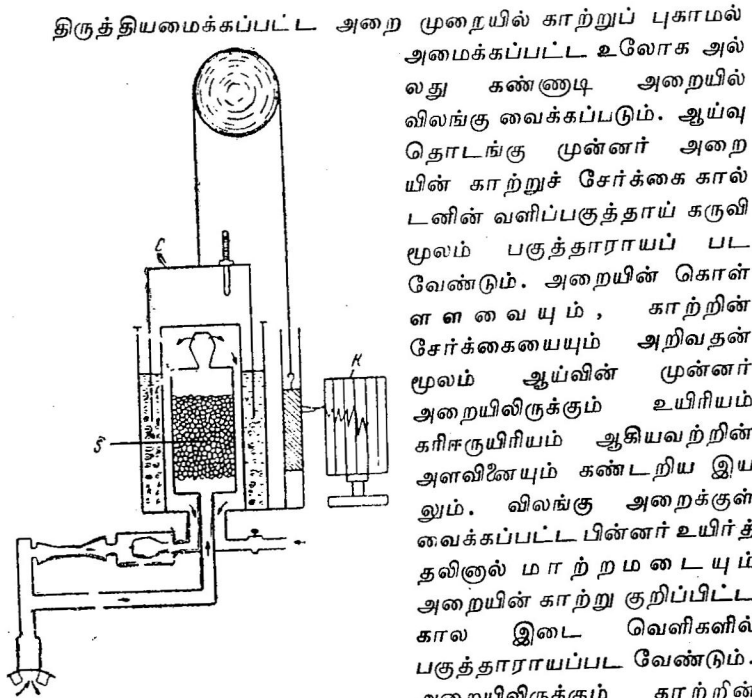 திருத்தியமைக்கப்பட்ட அறை முறையில் காற்றுப் புகாமல்
அமைக்கப்பட்ட உலோக அல்
லது கண்ணாடி அறையில்
விலங்கு வைக்கப்படும். ஆய்வு
தொடங்கு முன்னர் அறை
யின் காற்றுச் சேர்க்கை கால்
டனின் வளிப்பகுத்தாய் கருவி
மூலம் பகுத்தாராயப் பட
வேண்டும். அறையின் கொள்
ளளவையும், காற்றின்
சேர்க்கையையும் அறிவதன்
மூலம் ஆய்வின் முன்னர்
அறையிலிருக்கும் உயிரியம்
கரிஈருயிரியம் ஆகியவற்றின்
அளவினையும் கண்டறிய இய
லும். விலங்கு அறைக்குள்
வைக்கப்பட்ட பின்னர் உயிர்த்
தலினால் மாற்றமடையும்
அறையின் காற்று குறிப்பிட்ட
கால இடை வெளிகளில்
பகுத்தாராயப்பட வேண்டும்.
அறையிலிருக்கும் காற்றின்
C
K
S